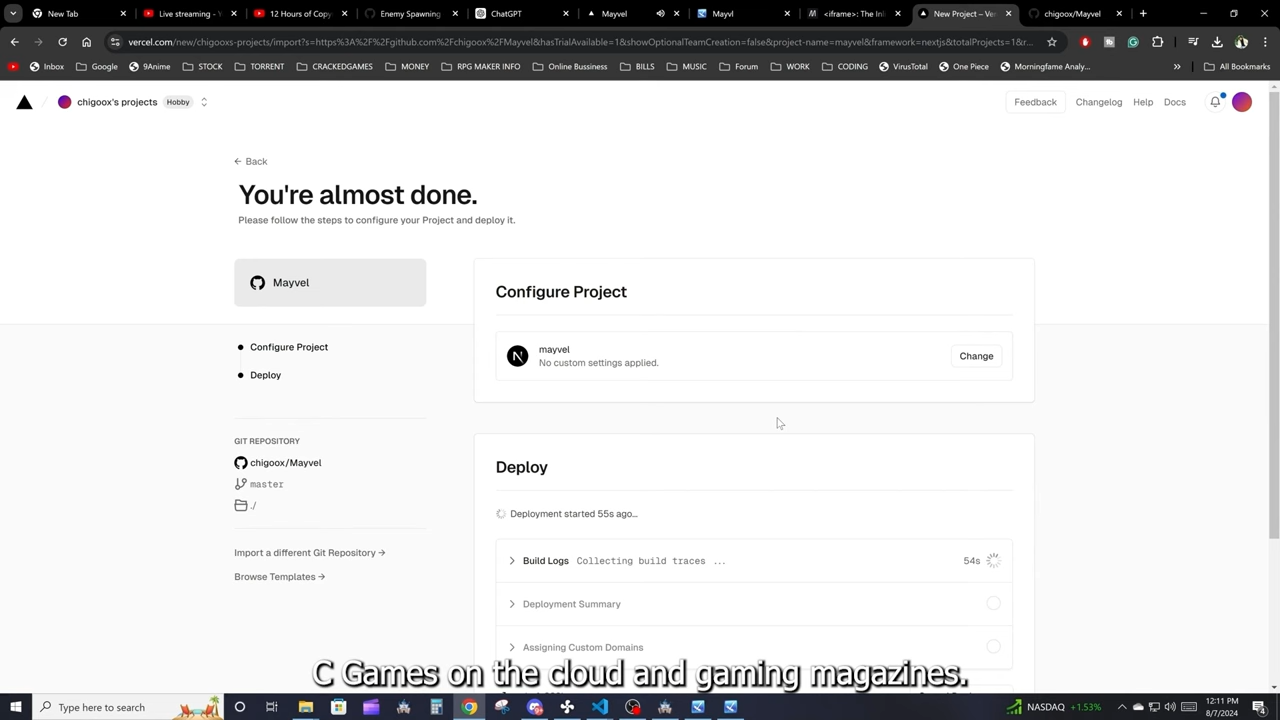 New Tab
Live streaming - Y
12 Hours of Copy
Enemy Spawning
ChatGPT
Mayvel
Mayvl
<iframe>: The Inl
New Project – Ver
chigoox/Mayvel
vercel.com/new/chigooxs-projects/import?s=https%3A%2F%2Fgithub.com%2Fchigoox%2FMayvel&hasTrialAvailable=1&showOptionalTeamCreation=false&project-name=mayvel&framework=nextjs&totalProjects=1&r...
Inbox
Google
9Anime
STOCK
TORRENT
CRACKEDGAMES
MONEY
RPG MAKER INFO
Online Bussiness
BILLS
MUSIC
Forum
WORK
CODING
VirusTotal
One Piece
Morningfame Analy...
All Bookmarks
chigoox's projects
Hobby
Feedback
Changelog
Help
Docs
← Back
You're almost done.
Please follow the steps to configure your Project and deploy it.
Mayvel
Configure Project
Deploy
GIT REPOSITORY
chigoox/Mayvel
master
./
Import a different Git Repository →
Browse Templates →
Configure Project
mayvel
No custom settings applied.
Change
Deploy
Deployment started 55s ago...
Build Logs Collecting build traces ...
54s
Deployment Summary
Assigning Custom Domains
C Games on the cloud and gaming magazines.
Type here to search
NASDAQ +1.53%
12:11 PM
8/7/2024